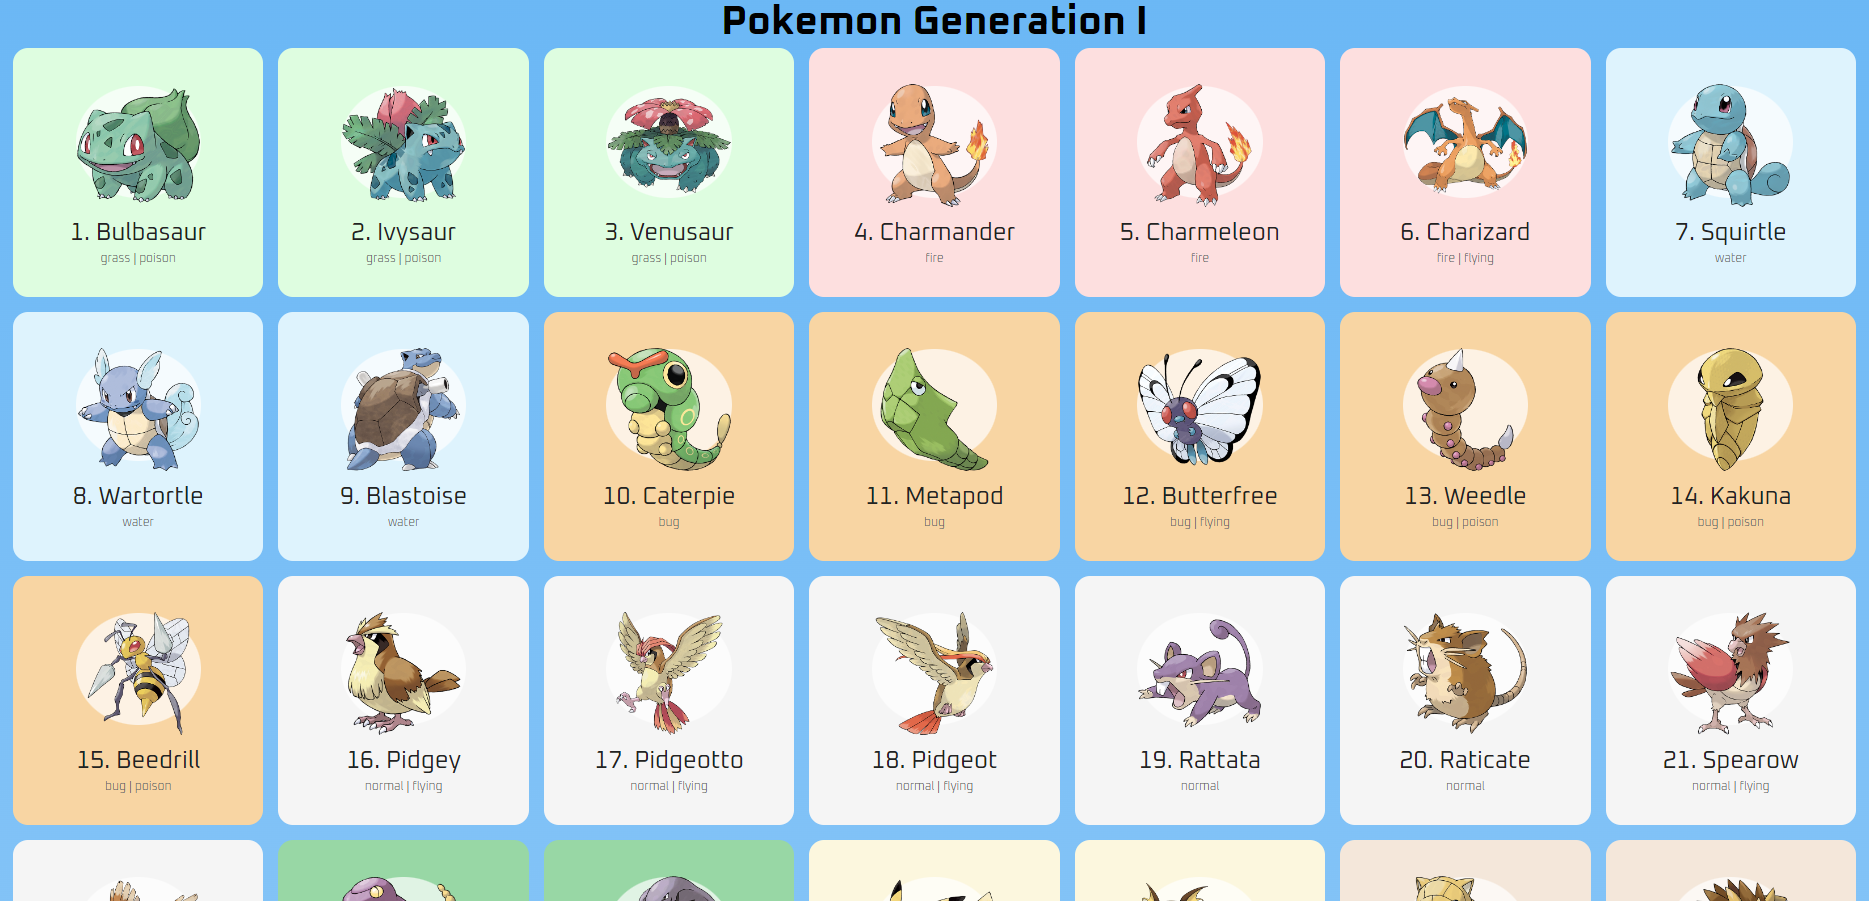 Pokemon Generation I
1. Bulbasaur
grass | poison
2. Ivysaur
grass | poison
3. Venusaur
grass | poison
4. Charmander
fire
5. Charmeleon
fire
6. Charizard
fire | flying
7. Squirtle
water
8. Wartortle
water
9. Blastoise
water
10. Caterpie
bug
11. Metapod
bug
12. Butterfree
bug | flying
13. Weedle
bug | poison
14. Kakuna
bug | poison
15. Beedrill
bug | poison
16. Pidgey
normal | flying
17. Pidgeotto
normal | flying
18. Pidgeot
normal | flying
19. Rattata
normal
20. Raticate
normal
21. Spearow
normal | flying